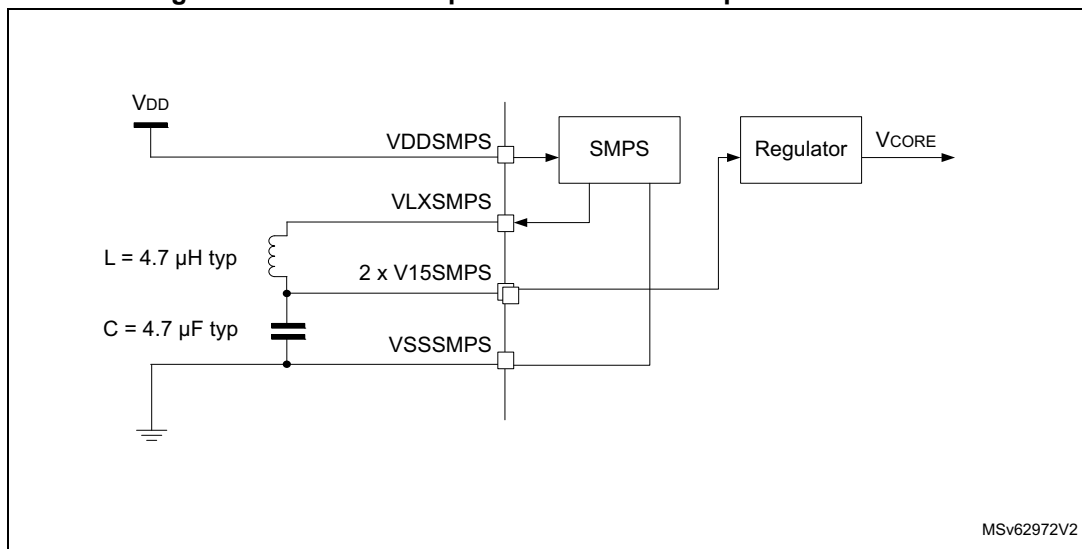 VDD
VDDSMPS
SMPS
Regulator
VCORE
VLXSMPS
L = 4.7 µH typ
2 x V15SMPS
C = 4.7 µF typ
VSSSMPS
MSv62972V2